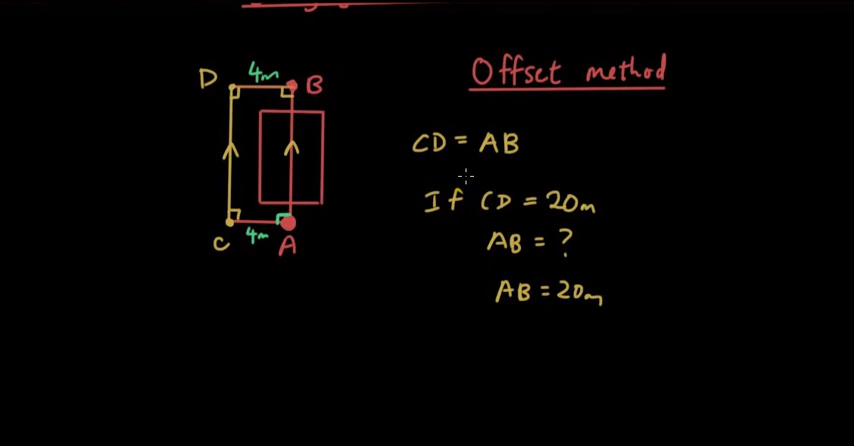 Offset method
D 4m B
C 4m A
CD = AB
If CD = 20m
AB = ?
AB = 20m